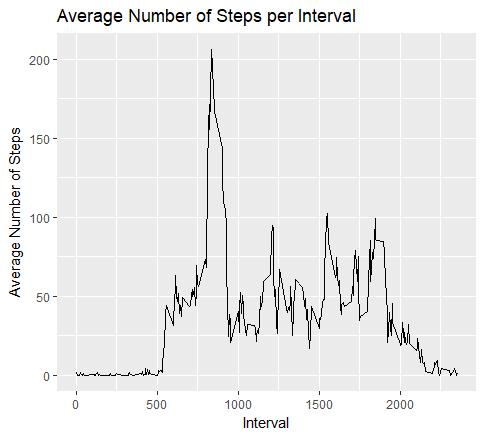 Average Number of Steps per Interval
Average Number of Steps
200
150
100
50
0
0 500 1000 1500 2000
Interval